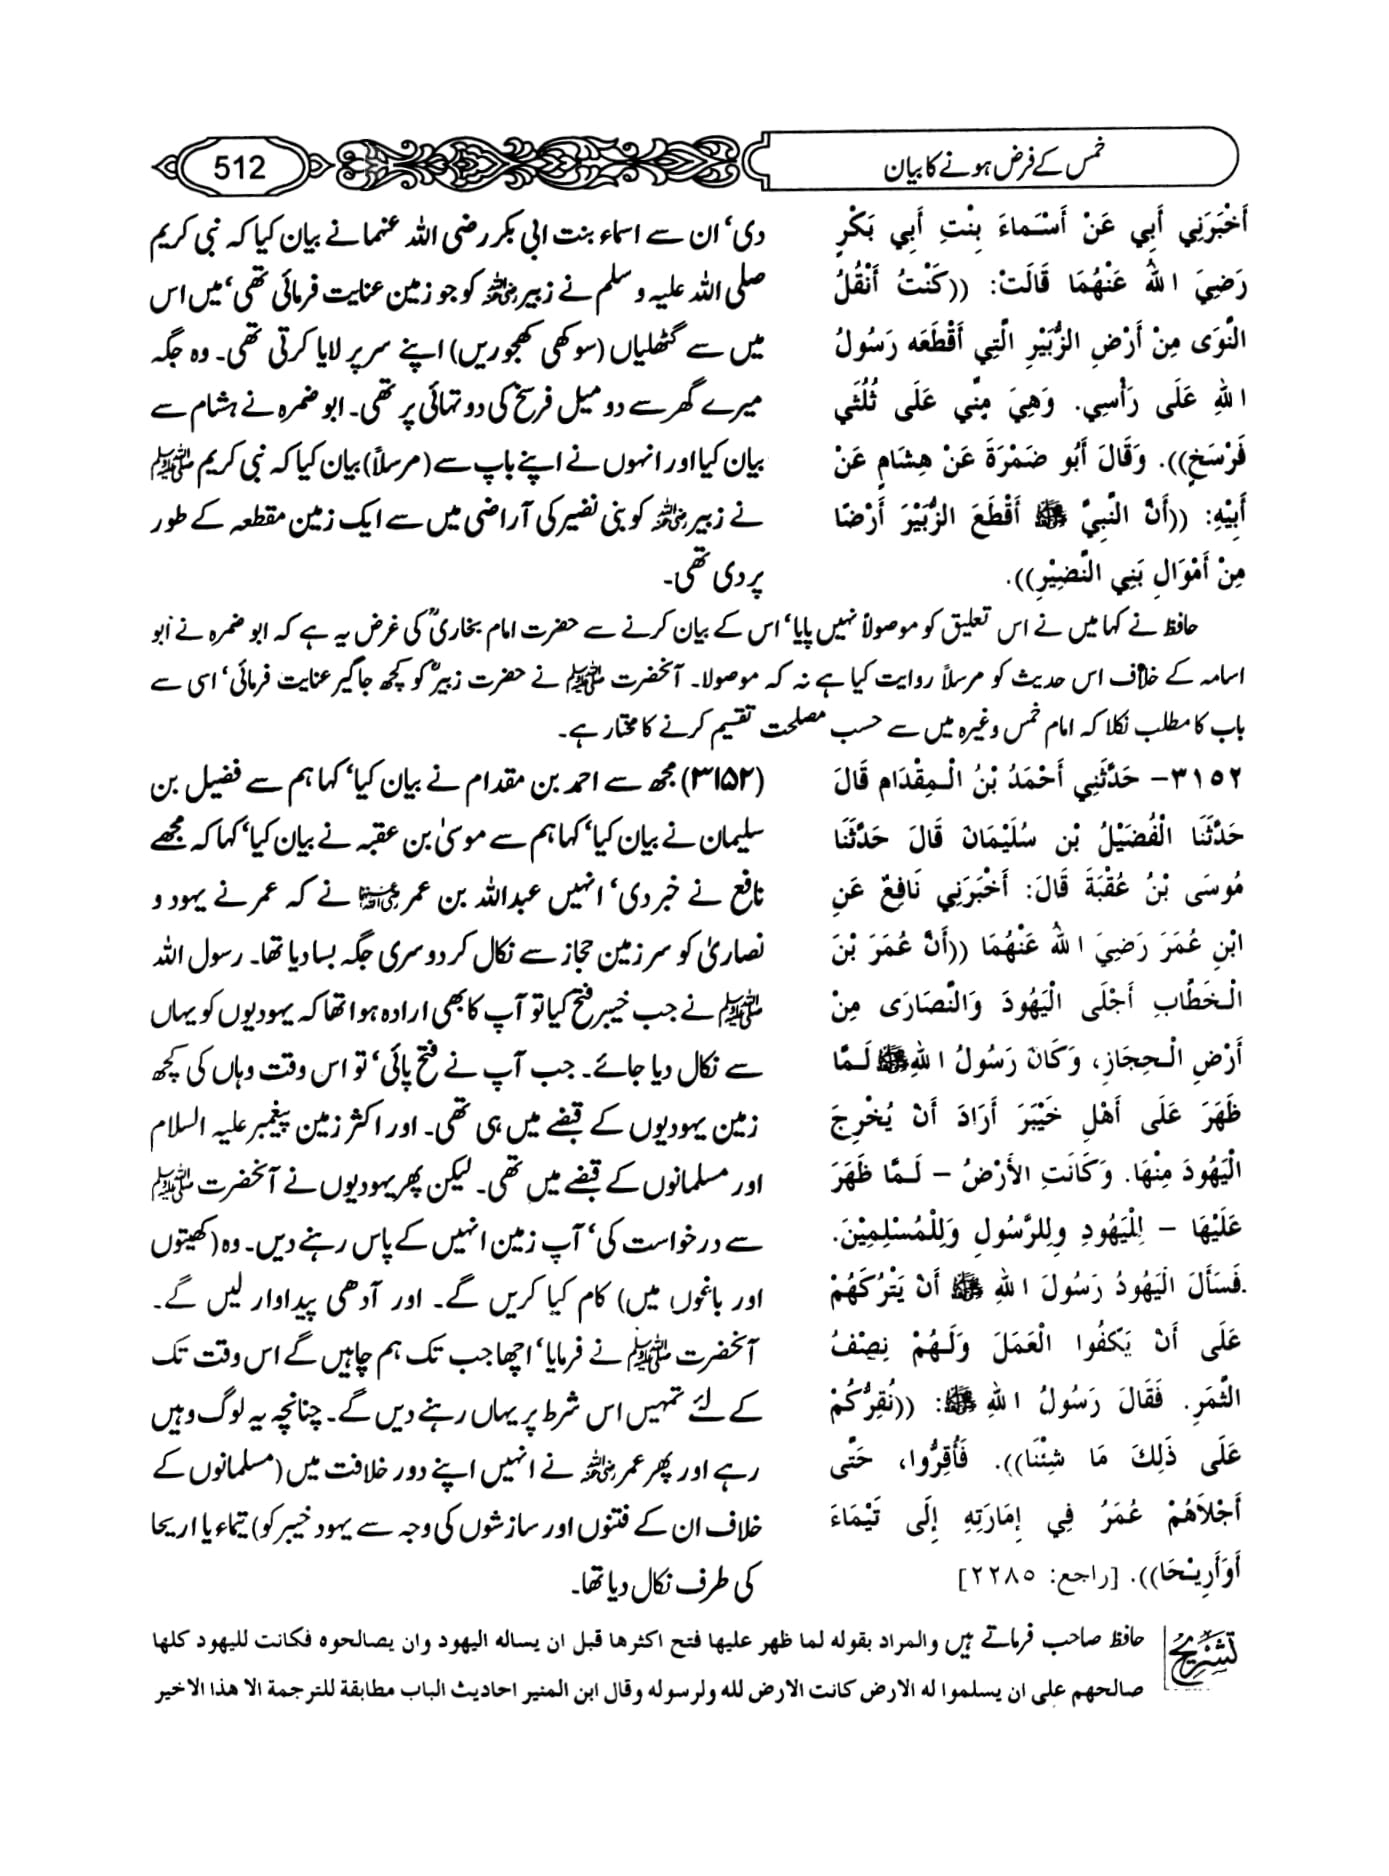 خمس کے فرض ہونے کا بیان
512
أَخْبَرَنِي أَبِي عَنْ أَسْمَاءَ بِنْتِ أَبِي بَكْرٍ
رَضِيَ اللهُ عَنْهُمَا قَالَتْ: ((كَنْتُ أَنْقُلُ
النَّوَى مِنْ أَرْضِ الزُّبَيْرِ الَّتِي أَقْطَعَه رَسُولُ
اللهِ عَلَى رَأْسِي. وَهِيَ مِنِّي عَلَى ثُلُثَي
فَرْسَخٍ)). وَقَالَ أَبُو ضَمْرَةَ عَنْ هِشَامٍ عَنْ
أَبِيْهِ: ((أَنَّ النَّبِيَّ ﷺ أَقْطَعَ الزُّبَيْرَ أَرْضًا
مِنْ أَمْوَالِ بَنِي النَّضِيْرِ)).
دی‘ ان سے اسماء بنت ابی بکر رضی اللہ عنہما نے بیان کیا کہ نبی کریم
صلی اللہ علیہ وسلم نے زبیر رضی اللہ عنہ کو جو زمین عنایت فرمائی تھی‘ میں اس
میں سے گٹھلیاں (سوکھی کھجوریں) اپنے سر پر لایا کرتی تھی۔ وہ جگہ
میرے گھر سے دو میل فرسخ کی دو تہائی پر تھی۔ ابو ضمرہ نے ہشام سے
بیان کیا اور انہوں نے اپنے باپ سے (مرسلاً) بیان کیا کہ نبی کریم ﷺ
نے زبیر رضی اللہ عنہ کو بنی نضیر کی آراضی میں سے ایک زمین مقطعہ کے طور
پر دی تھی۔
حافظ نے کہا میں نے اس تعلیق کو موصولاً نہیں پایا‘ اس کے بیان کرنے سے حضرت امام بخاریؒ کی غرض یہ ہے کہ ابو ضمرہ نے ابو
اسامہ کے خلاف اس حدیث کو مرسلاً روایت کیا ہے نہ کہ موصولا۔ آنحضرت ﷺ نے حضرت زبیرؓ کو کچھ جاگیر عنایت فرمائی‘ اسی سے
باب کا مطلب نکلا کہ امام خمس وغیرہ میں سے حسب مصلحت تقسیم کرنے کا مختار ہے۔
٣١٥٢- حَدَّثَنِي أَحْمَدُ بْنُ الْـمِقْدَامِ قَالَ
حَدَّثَنَا الْفُضَيْلُ بْن سُلَيْمَانَ قَالَ حَدَّثَنَا
مُوسَى بْنُ عُقْبَةَ قَالَ: أَخْبَرَنِي نَافِعٌ عَنِ
ابْنِ عُمَرَ رَضِيَ اللهُ عَنْهُمَا ((أَنَّ عُمَرَ بْنَ
الْـخَطَّابِ أَجْلَى الْيَهُودَ وَالنَّصَارَى مِنْ
أَرْضِ الْـحِجَازِ، وَكَانَ رَسُولُ اللهِ ﷺ لَـمَّا
ظَهَرَ عَلَى أَهْلِ خَيْبَرَ أَرَادَ أَنْ يُخْرِجَ
الْيَهُودَ مِنْهَا. وَكَانَتِ الأَرْضُ - لَـمَّا ظَهَرَ
عَلَيْهَا - لِلْيَهُودِ وِلِلرَّسُولِ وَلِلْمُسْلِمِيْنَ.
فَسَأَلَ الْيَهُودُ رَسُولَ اللهِ ﷺ أَنْ يَتْرُكَهُمْ
عَلَى أَنْ يَكْفُوا الْعَمَلَ وَلَـهُمْ نِصْفُ
الثَّمَرِ. فَقَالَ رَسُولُ اللهِ ﷺ: ((نُقِرُّكُمْ
عَلَى ذَلِكَ مَا شِئْنَا)). فَأُقِرُّوا، حَتَّى
أَجْلاَهُمْ عُمَرُ فِي إِمَارَتِهِ إِلَى تَيْمَاءَ
أَوَأَرِيْـحَا)). [راجع: ٢٢٨٥]
(۳۱۵۲) مجھ سے احمد بن مقدام نے بیان کیا‘ کہا ہم سے فضیل بن
سلیمان نے بیان کیا‘ کہا ہم سے موسیٰ بن عقبہ نے بیان کیا‘ کہا کہ مجھے
نافع نے خبر دی‘ انہیں عبداللہ بن عمر رضی اللہ عنہما نے کہ عمر نے یہود و
نصاریٰ کو سرزمین حجاز سے نکال کر دوسری جگہ بسا دیا تھا۔ رسول اللہ
ﷺ نے جب خیبر فتح کیا تو آپ کا بھی ارادہ ہوا تھا کہ یہودیوں کو یہاں
سے نکال دیا جائے۔ جب آپ نے فتح پائی‘ تو اس وقت وہاں کی کچھ
زمین یہودیوں کے قبضے میں ہی تھی۔ اور اکثر زمین پیغمبر علیہ السلام
اور مسلمانوں کے قبضے میں تھی۔ لیکن پھر یہودیوں نے آنحضرت ﷺ
سے درخواست کی‘ آپ زمین انہیں کے پاس رہنے دیں۔ وہ (کھیتوں
اور باغوں میں) کام کیا کریں گے۔ اور آدھی پیداوار لیں گے۔
آنحضرت ﷺ نے فرمایا‘ اچھا جب تک ہم چاہیں گے اس وقت تک
کے لئے تمہیں اس شرط پر یہاں رہنے دیں گے۔ چنانچہ یہ لوگ وہیں
رہے اور پھر عمر رضی اللہ عنہ نے انہیں اپنے دور خلافت میں (مسلمانوں کے
خلاف ان کے فتنوں اور سازشوں کی وجہ سے یہود خیبر کو) تیماء یا اریحا
کی طرف نکال دیا تھا۔
تشریح
حافظ صاحب فرماتے ہیں والمراد بقوله لما ظهر عليها فتح اكثرها قبل ان يساله اليهود وان يصالحوه فكانت لليهود كلها
صالحهم على ان يسلموا له الارض كانت الارض لله ولرسوله وقال ابن المنير احاديث الباب مطابقة للترجمة الا هذا الاخير